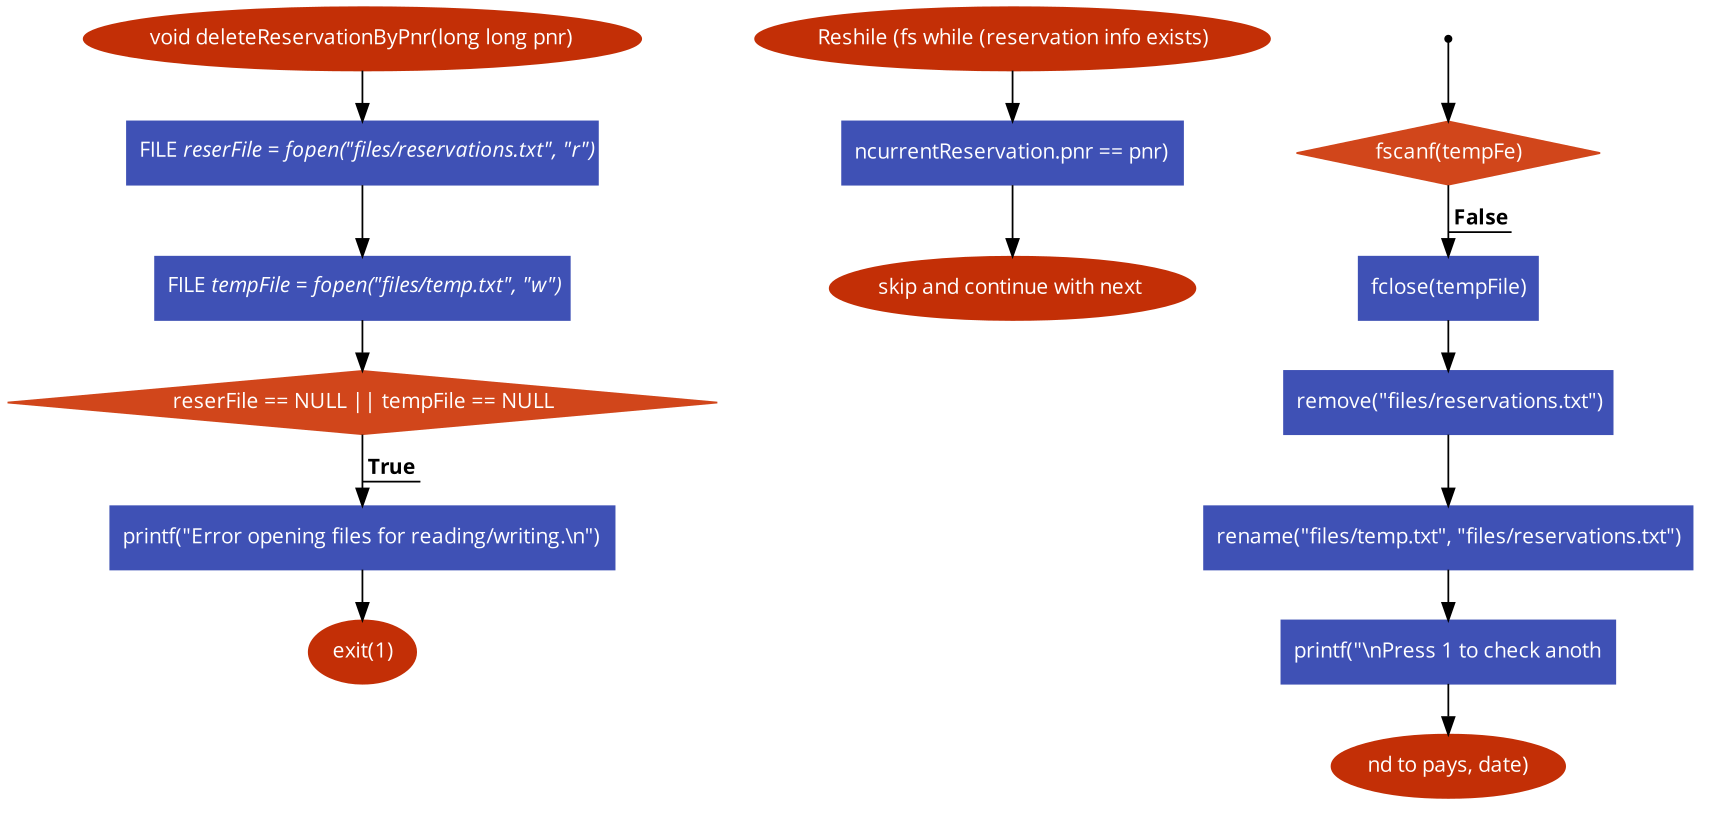 void deleteReservationByPnr(long long pnr)
FILE reserFile = fopen("files/reservations.txt", "r")
FILE tempFile = fopen("files/temp.txt", "w")
reserFile == NULL || tempFile == NULL
True
printf("Error opening files for reading/writing.\n")
exit(1)
Reshile (fs while (reservation info exists)
ncurrentReservation.pnr == pnr)
skip and continue with next
fscanf(tempFe)
False
fclose(tempFile)
remove("files/reservations.txt")
rename("files/temp.txt", "files/reservations.txt")
printf("\nPress 1 to check anoth
nd to pays, date)